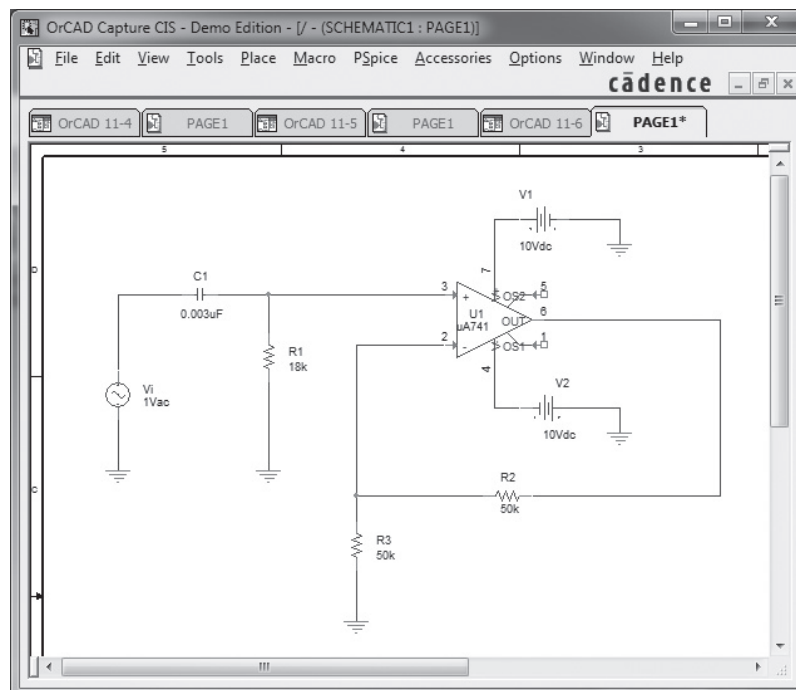 OrCAD Capture CIS - Demo Edition - [/ - (SCHEMATIC1 : PAGE1)]
File Edit View Tools Place Macro PSpice Accessories Options Window Help
cādence
OrCAD 11-4 PAGE1 OrCAD 11-5 PAGE1 OrCAD 11-6 PAGE1*
5 4 3
V1
10Vdc
7
D
C1
0.003uF
3
+
OS2
5
U1
uA741
OUT
6
2
-
OS1
1
R1
18k
4
Vi
1Vac
V2
10Vdc
C
R2
50k
R3
50k